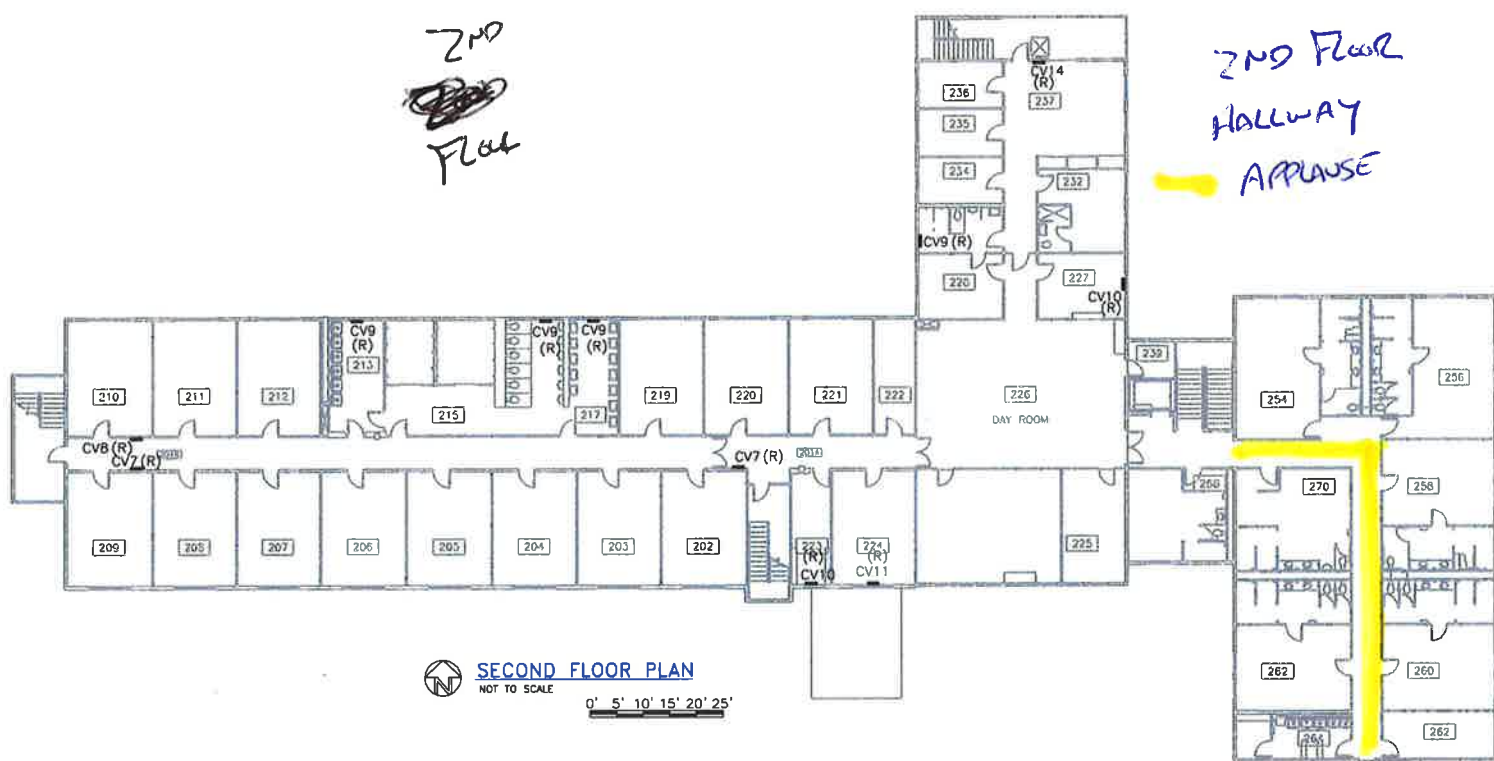 2ND
FLOOR
2ND FLOOR
HALLWAY
APPLAUSE
CV14
(R)
236
237
235
234
232
CV9 (R)
227
CV10
(R)
CV9
(R)
213
CV9
(R)
CV9
(R)
239
210
211
212
215
217
219
220
221
222
226
DAY ROOM
254
256
CV8 (R)
CV7 (R)
CV7 (R)
201A
270
258
209
208
207
206
205
204
203
202
223
(R)
CV10
224
(R)
CV11
225
262
260
262
264
SECOND FLOOR PLAN
NOT TO SCALE
N
0' 5' 10' 15' 20' 25'